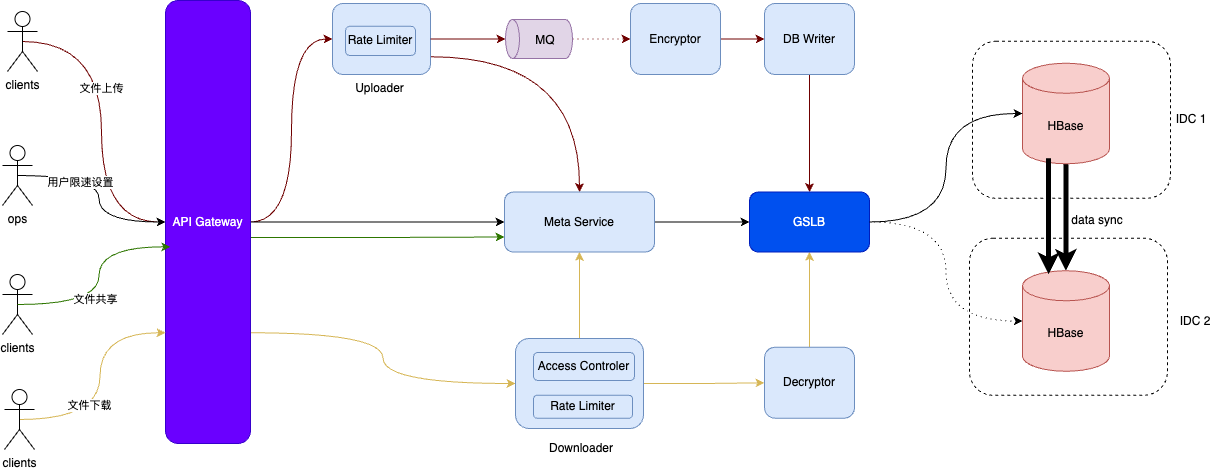 clients
文件上传
ops
用户限速设置
clients
文件共享
clients
文件下载
API Gateway
Rate Limiter
Uploader
MQ
Encryptor
DB Writer
Meta Service
GSLB
Access Controler
Rate Limiter
Downloader
Decryptor
HBase
IDC 1
data sync
HBase
IDC 2